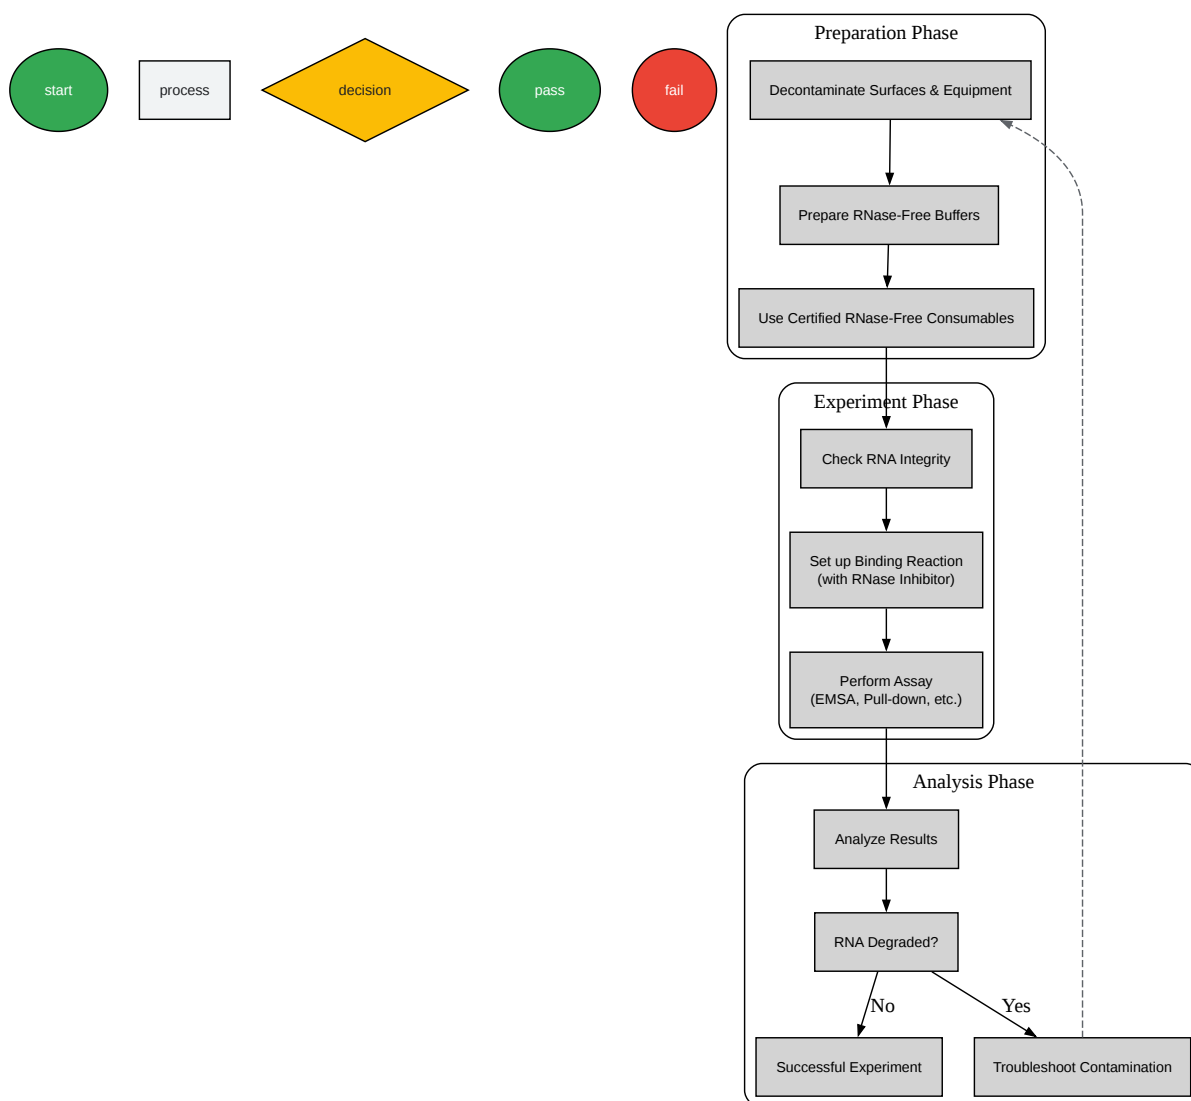 start
process
decision
pass
fail
Preparation Phase
Decontaminate Surfaces & Equipment
Prepare RNase-Free Buffers
Use Certified RNase-Free Consumables
Experiment Phase
Check RNA Integrity
Set up Binding Reaction
(with RNase Inhibitor)
Perform Assay
(EMSA, Pull-down, etc.)
Analysis Phase
Analyze Results
RNA Degraded?
No
Yes
Successful Experiment
Troubleshoot Contamination